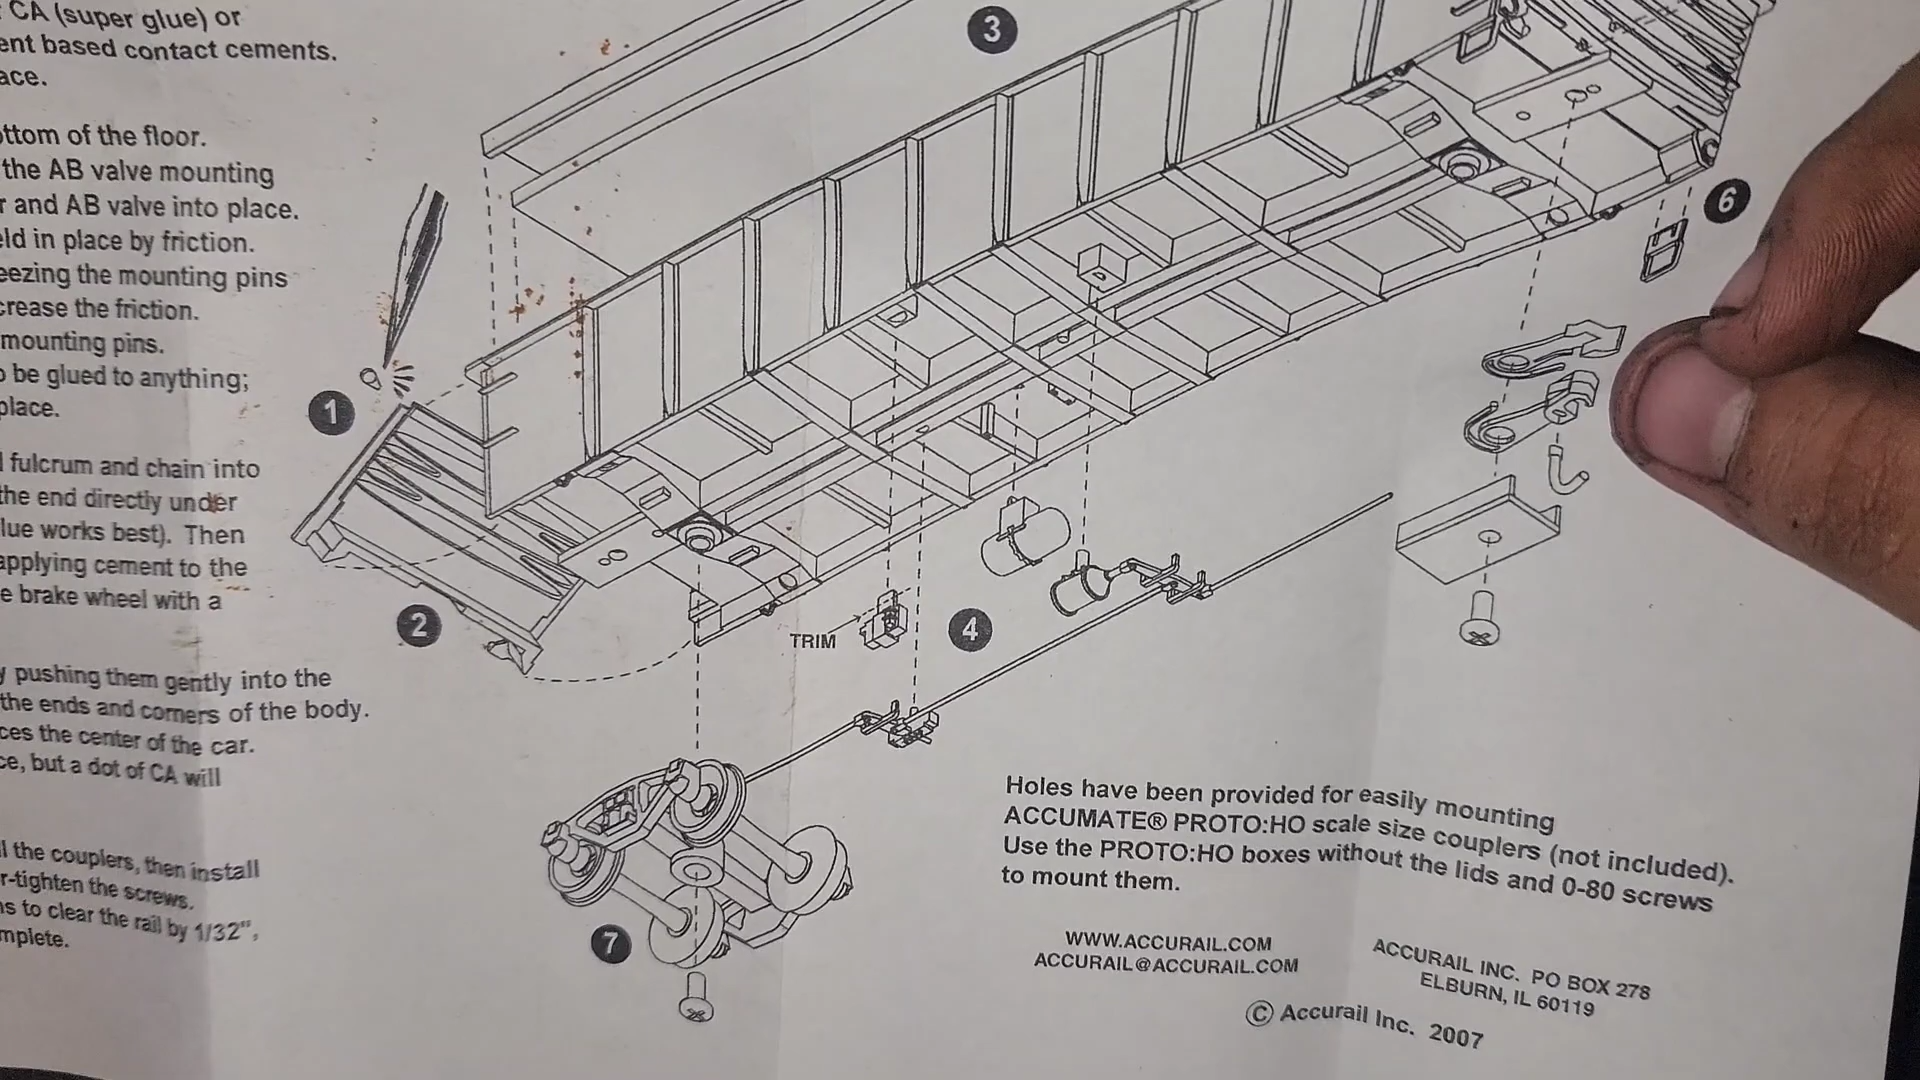 CA (super glue) or
ent based contact cements.
ace.
ottom of the floor.
the AB valve mounting
r and AB valve into place.
eld in place by friction.
eezing the mounting pins
crease the friction.
mounting pins.
o be glued to anything;
place.
l fulcrum and chain into
the end directly under
lue works best). Then
applying cement to the
e brake wheel with a
y pushing them gently into the
the ends and corners of the body.
ces the center of the car.
ce, but a dot of CA will
ll the couplers, then install
r-tighten the screws.
ns to clear the rail by 1/32",
mplete.
3
6
1
2
TRIM
4
7
Holes have been provided for easily mounting
ACCUMATE® PROTO:HO scale size couplers (not included).
Use the PROTO:HO boxes without the lids and 0-80 screws
to mount them.
WWW.ACCURAIL.COM
ACCURAIL@ACCURAIL.COM
ACCURAIL INC. PO BOX 278
ELBURN, IL 60119
© Accurail Inc. 2007